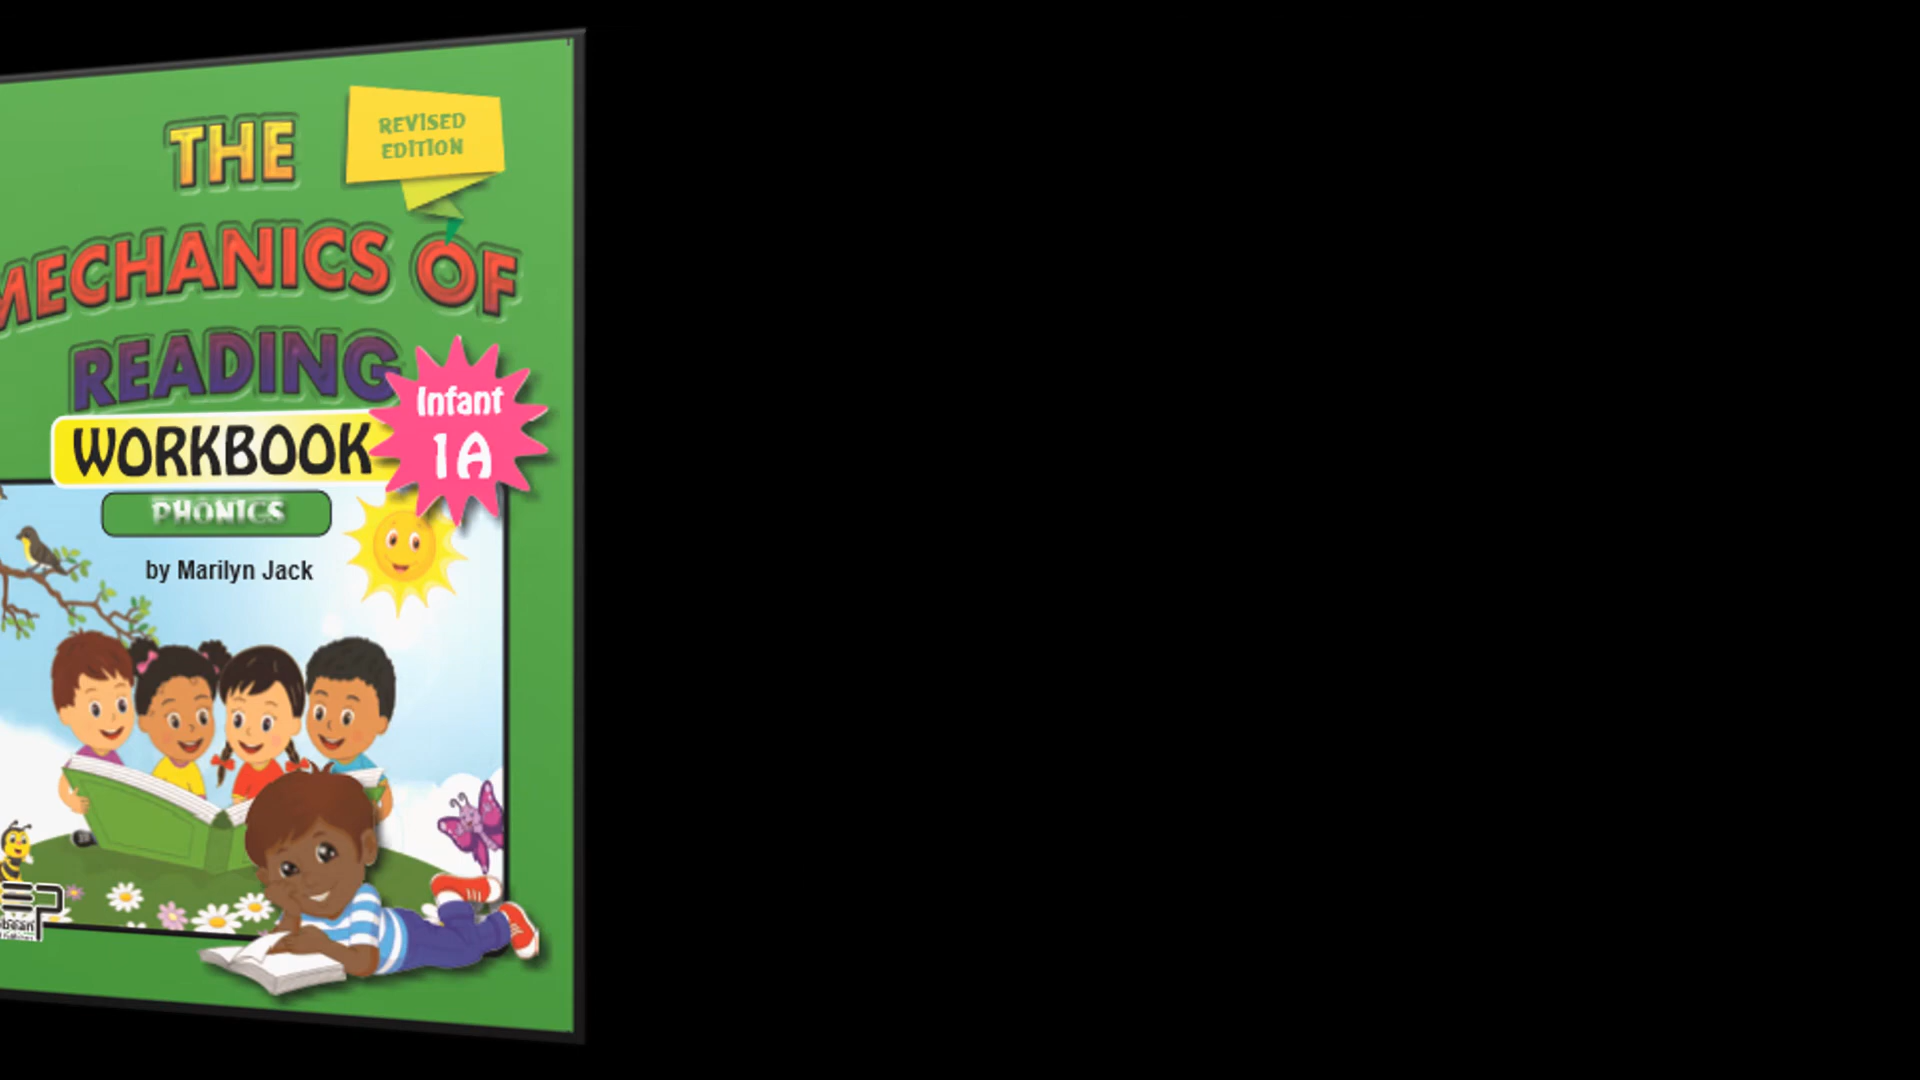 THE
REVISED
EDITION
MECHANICS OF
READING
Infant
1A
WORKBOOK
PHONICS
by Marilyn Jack